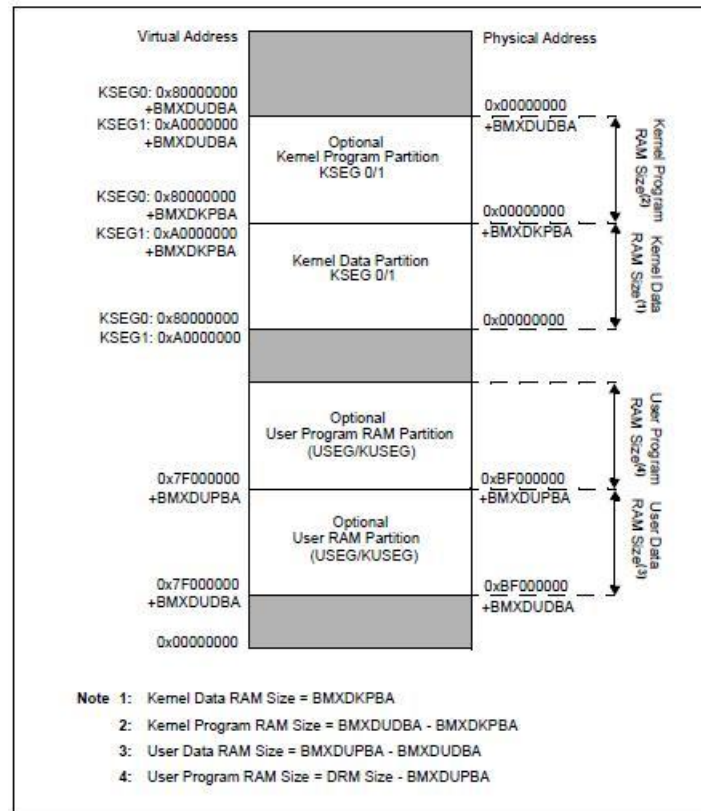 Virtual Address
Physical Address
KSEG0: 0x80000000
+BMXDUDBA
KSEG1: 0xA0000000
+BMXDUDBA
0x00000000
+BMXDUDBA
Optional
Kernel Program Partition
KSEG 0/1
Kernel Program
RAM Size(2)
KSEG0: 0x80000000
+BMXDKPBA
KSEG1: 0xA0000000
+BMXDKPBA
0x00000000
+BMXDKPBA
Kernel Data Partition
KSEG 0/1
Kernel Data
RAM Size(1)
KSEG0: 0x80000000
KSEG1: 0xA0000000
0x00000000
Optional
User Program RAM Partition
(USEG/KUSEG)
User Program
RAM Size(4)
0x7F000000
+BMXDUPBA
0xBF000000
+BMXDUPBA
Optional
User RAM Partition
(USEG/KUSEG)
User Data
RAM Size(3)
0x7F000000
+BMXDUDBA
0xBF000000
+BMXDUDBA
0x00000000
Note 1: Kernel Data RAM Size = BMXDKPBA
2: Kernel Program RAM Size = BMXDUDBA - BMXDKPBA
3: User Data RAM Size = BMXDUPBA - BMXDUDBA
4: User Program RAM Size = DRM Size - BMXDUPBA